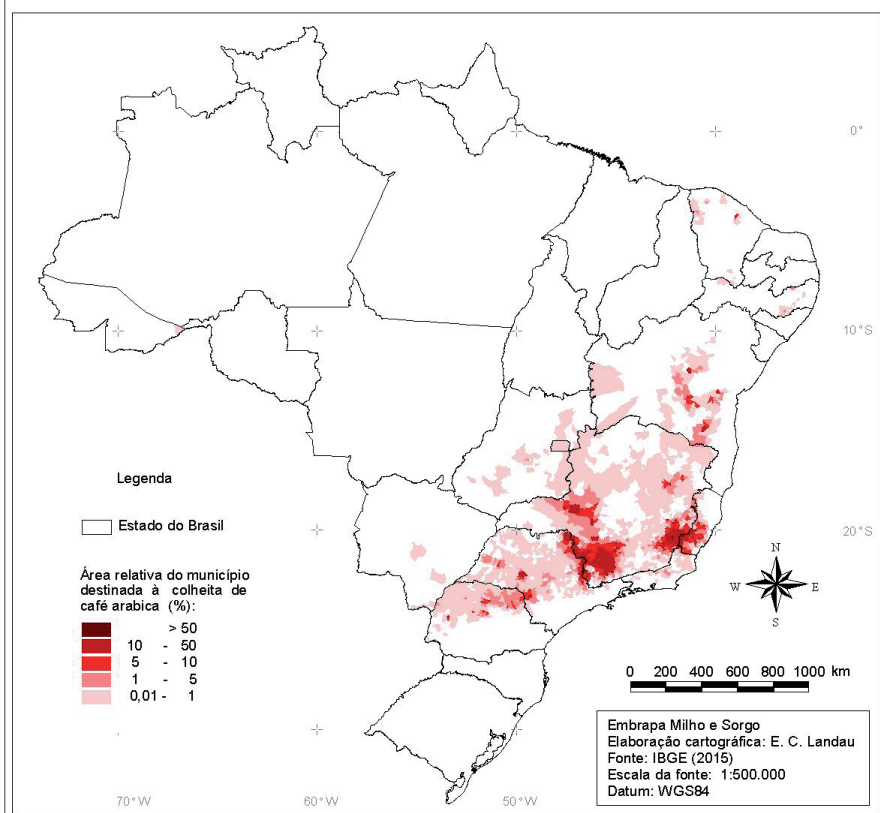 0°
10°S
Legenda
Estado do Brasil
20°S
Área relativa do município
destinada à colheita de
café arabica (%):
> 50
10 - 50
5 - 10
1 - 5
0,01 - 1
N
W E
S
0 200 400 600 800 1000 km
Embrapa Milho e Sorgo
Elaboração cartográfica: E. C. Landau
Fonte: IBGE (2015)
Escala da fonte: 1:500.000
Datum: WGS84
70°W 60°W 50°W